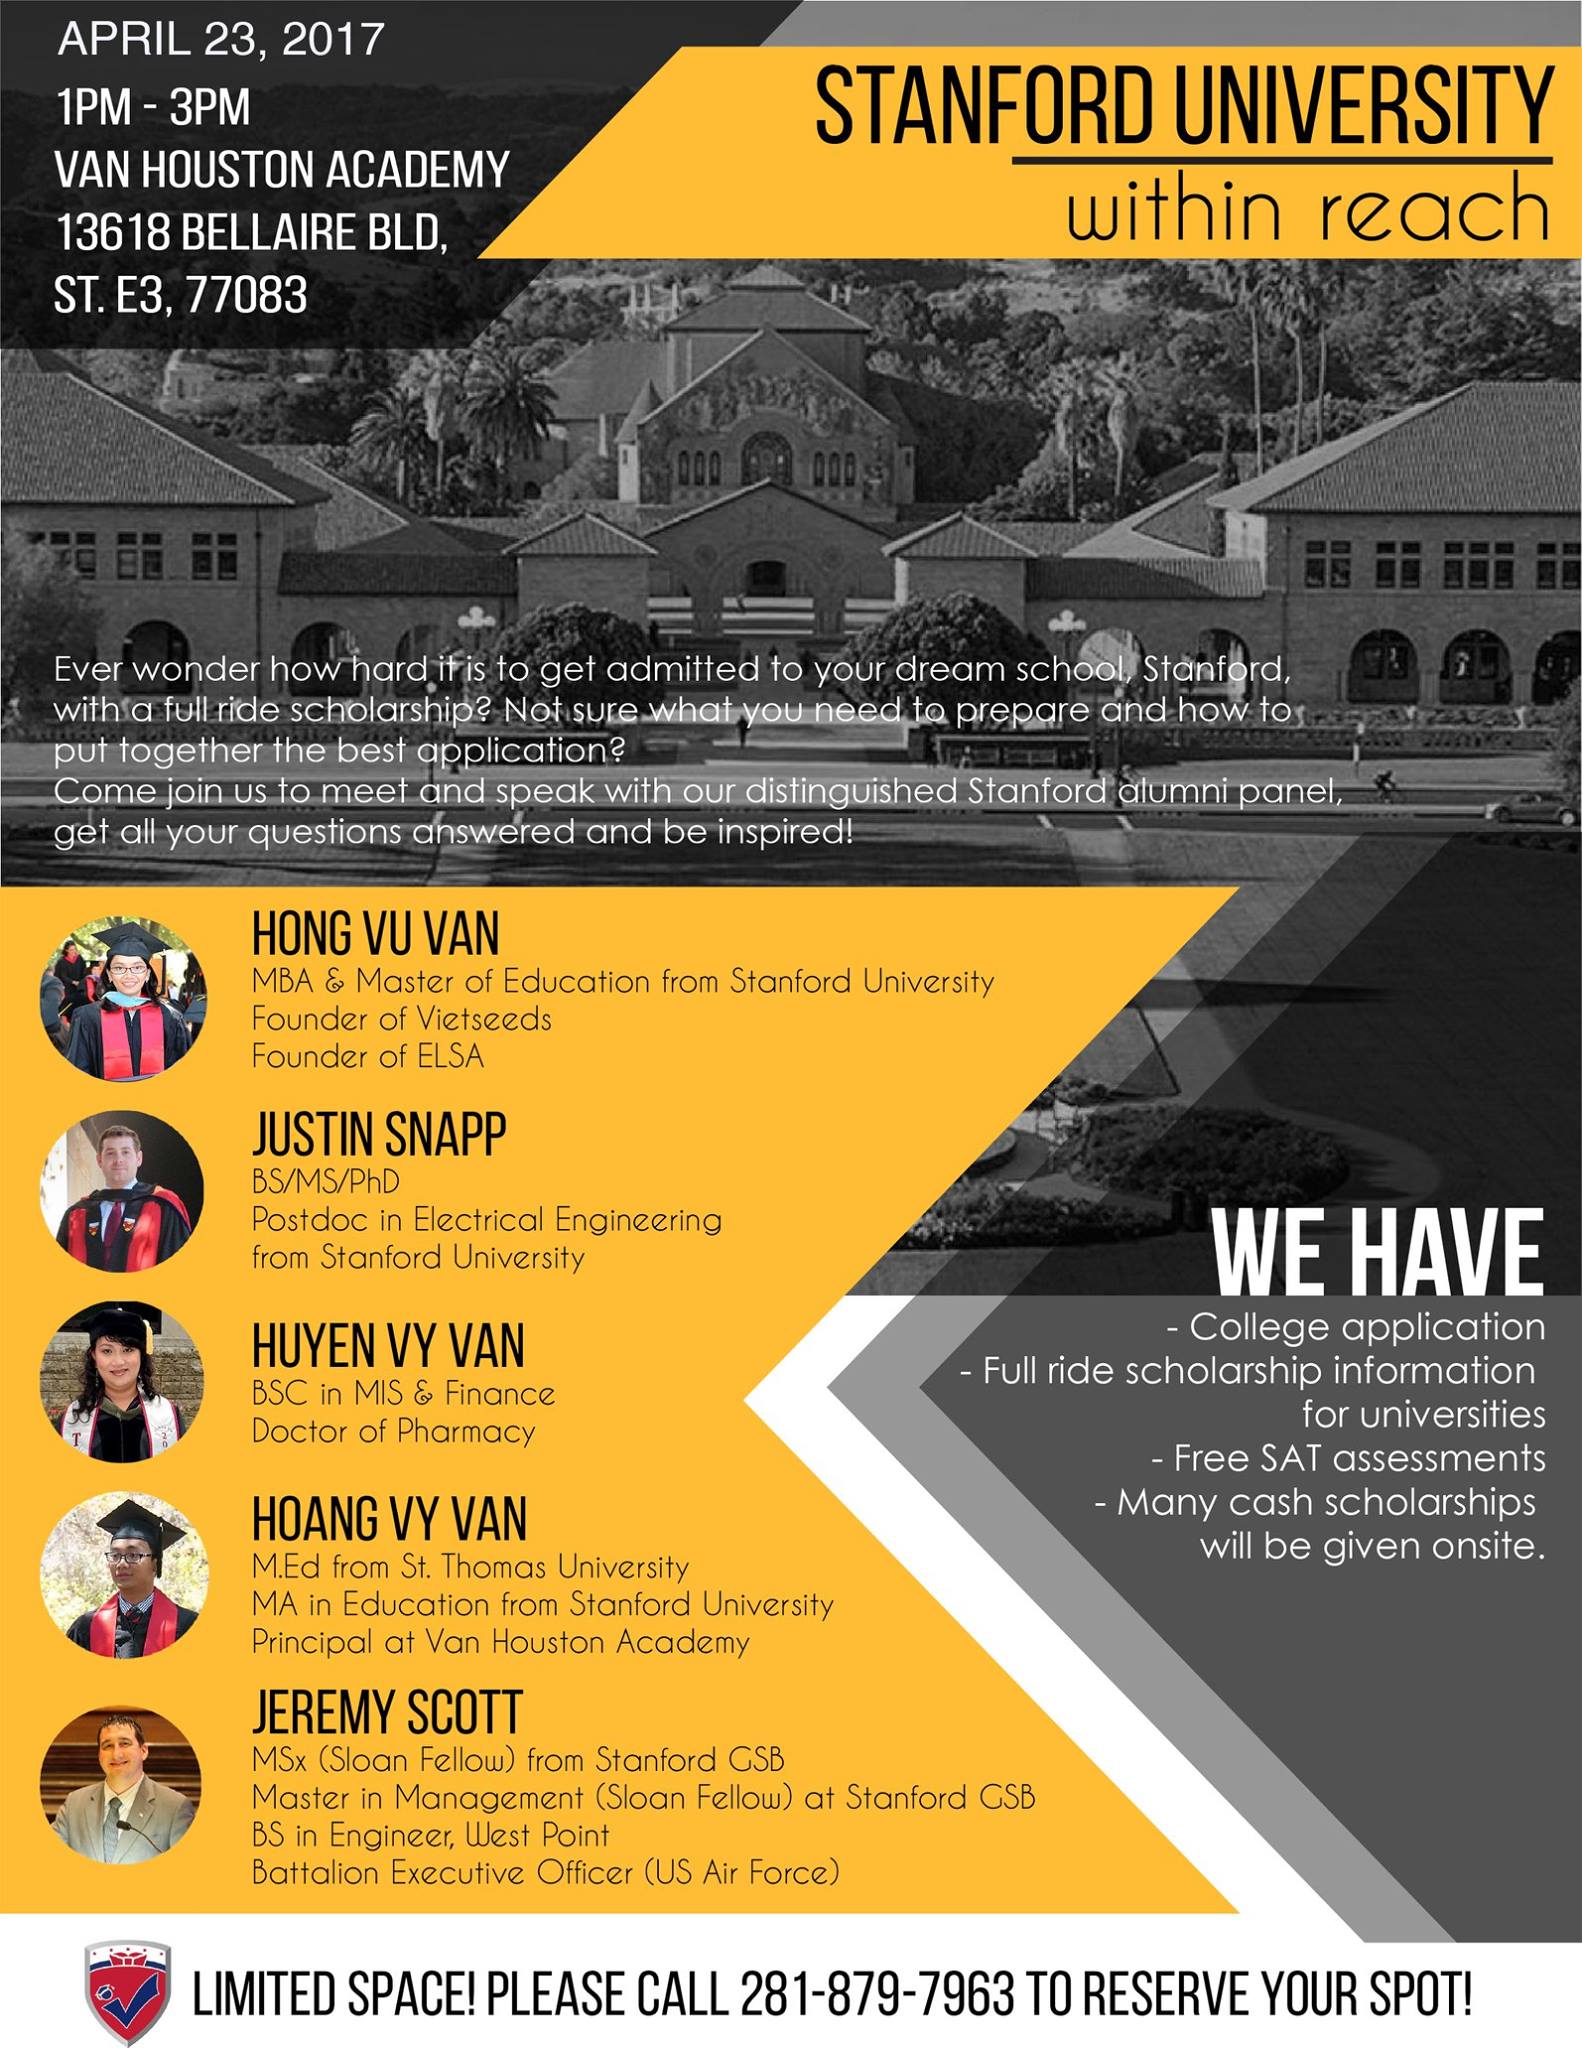 APRIL 23, 2017
1PM - 3PM
VAN HOUSTON ACADEMY
13618 BELLAIRE BLD,
ST. E3, 77083
STANFORD UNIVERSITY
within reach
Ever wonder how hard it is to get admitted to your dream school, Stanford,
with a full ride scholarship? Not sure what you need to prepare and how to
put together the best application?
Come join us to meet and speak with our distinguished Stanford alumni panel,
get all your questions answered and be inspired!
HONG VU VAN
MBA & Master of Education from Stanford University
Founder of Vietseeds
Founder of ELSA
JUSTIN SNAPP
BS/MS/PhD
Postdoc in Electrical Engineering
from Stanford University
HUYEN VY VAN
BSC in MIS & Finance
Doctor of Pharmacy
HOANG VY VAN
M.Ed from St. Thomas University
MA in Education from Stanford University
Principal at Van Houston Academy
JEREMY SCOTT
MSx (Sloan Fellow) from Stanford GSB
Master in Management (Sloan Fellow) at Stanford GSB
BS in Engineer, West Point
Battalion Executive Officer (US Air Force)
WE HAVE
- College application
- Full ride scholarship information
for universities
- Free SAT assessments
- Many cash scholarships
will be given onsite.
LIMITED SPACE! PLEASE CALL 281-879-7963 TO RESERVE YOUR SPOT!